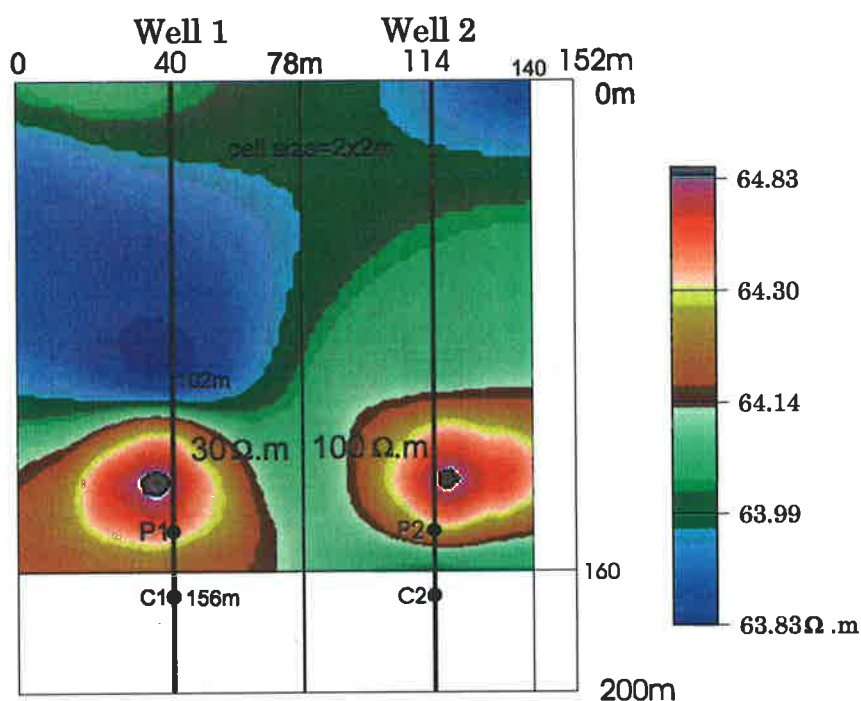 Well 1 Well 2
0 40 78m 114 140 152m
0m
cell size=2x2m
64.83
64.30
102m
64.14
30Ω.m 100Ω.m
63.99
P1 P2
160
C1 156m C2
63.83Ω.m
200m